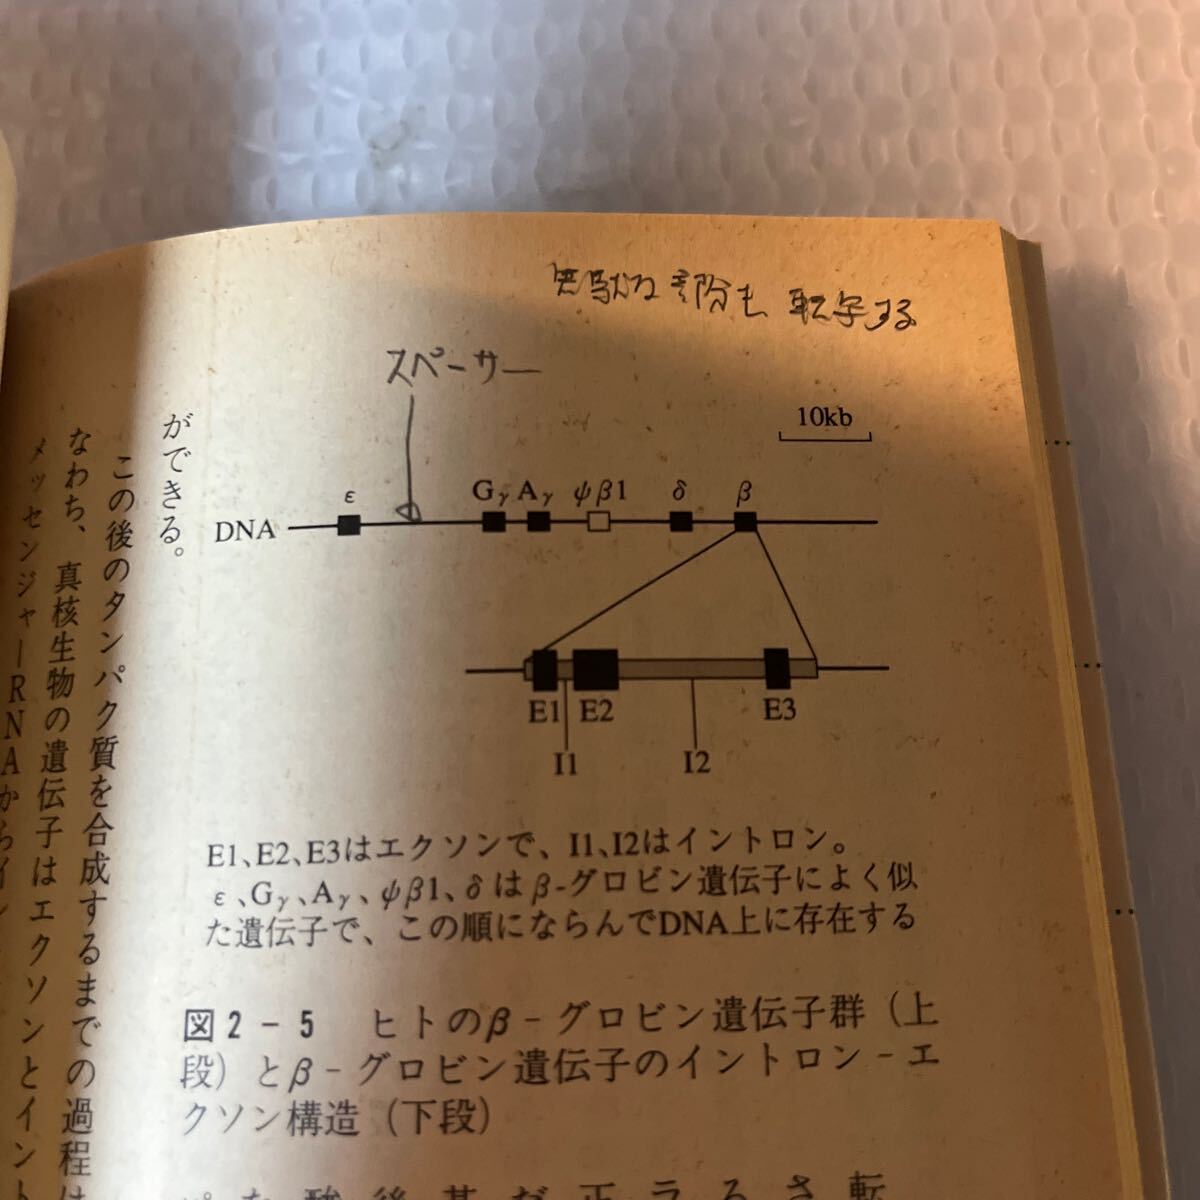 無駄な部分も 転写する
スペーサー
10kb
ε Gγ Aγ ψβ1 δ β
DNA
E1 E2 E3
I1 I2
E1、E2、E3はエクソンで、I1、I2はイントロン。
ε、Gγ、Aγ、ψβ1、δはβ-グロビン遺伝子によく似
た遺伝子で、この順にならんでDNA上に存在する
図2-5 ヒトのβ-グロビン遺伝子群（上
段）とβ-グロビン遺伝子のイントロン-エ
クソン構造（下段）
ができる。
この後のタンパク質を合成するまでの過程は
なわち、真核生物の遺伝子はエクソンとイント
メッセンジャーRNAからイン